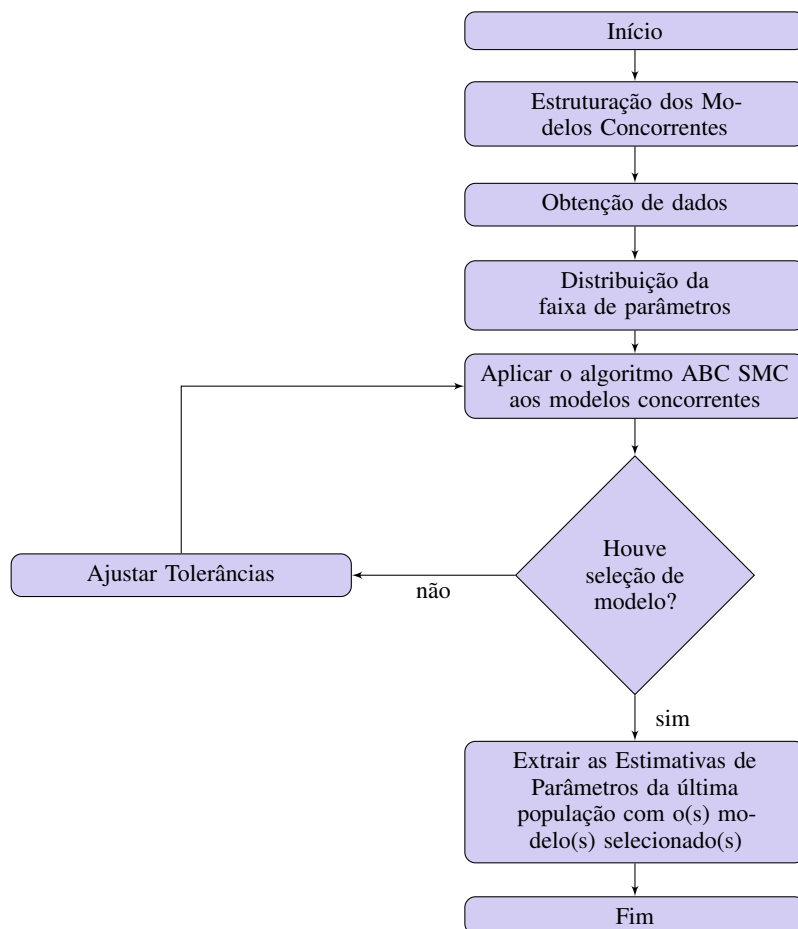 Início
Estruturação dos Mo-
delos Concorrentes
Obtenção de dados
Distribuição da
faixa de parâmetros
Aplicar o algoritmo ABC SMC
aos modelos concorrentes
Houve
seleção de
modelo?
não
Ajustar Tolerâncias
sim
Extrair as Estimativas de
Parâmetros da última
população com o(s) mo-
delo(s) selecionado(s)
Fim